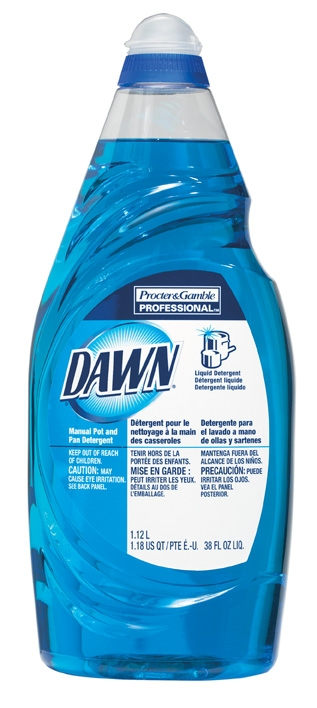 Procter&Gamble
PROFESSIONAL™
DAWN®
Liquid Detergent
Détergent liquide
Detergente líquido
Manual Pot and
Pan Detergent
Détergent pour le
nettoyage à la main
des casseroles
Detergente para
el lavado a mano
de ollas y sartenes
KEEP OUT OF REACH
OF CHILDREN.
CAUTION: MAY
CAUSE EYE IRRITATION.
SEE BACK PANEL.
TENIR HORS DE LA
PORTÉE DES ENFANTS.
MISE EN GARDE :
PEUT IRRITER LES YEUX.
DÉTAILS AU DOS DE
L'EMBALLAGE.
MANTENGA FUERA DEL
ALCANCE DE LOS NIÑOS.
PRECAUCIÓN: PUEDE
IRRITAR LOS OJOS.
VEA EL PANEL
POSTERIOR.
1.12 L
1.18 US QT/PTE É.-U. 38 FL OZ LIQ.